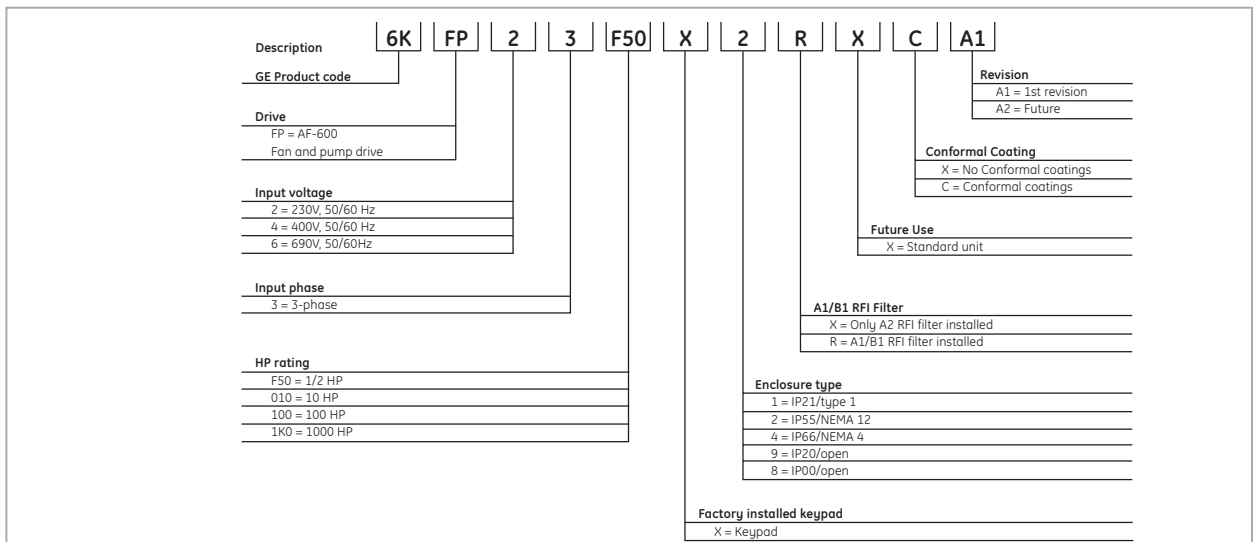 Description
6K FP 2 3 F50 X 2 R X C A1
GE Product code
Drive
FP = AF-600
Fan and pump drive
Input voltage
2 = 230V, 50/60 Hz
4 = 400V, 50/60 Hz
6 = 690V, 50/60Hz
Input phase
3 = 3-phase
HP rating
F50 = 1/2 HP
010 = 10 HP
100 = 100 HP
1K0 = 1000 HP
Revision
A1 = 1st revision
A2 = Future
Conformal Coating
X = No Conformal coatings
C = Conformal coatings
Future Use
X = Standard unit
A1/B1 RFI Filter
X = Only A2 RFI filter installed
R = A1/B1 RFI filter installed
Enclosure type
1 = IP21/type 1
2 = IP55/NEMA 12
4 = IP66/NEMA 4
9 = IP20/open
8 = IP00/open
Factory installed keypad
X = Keypad